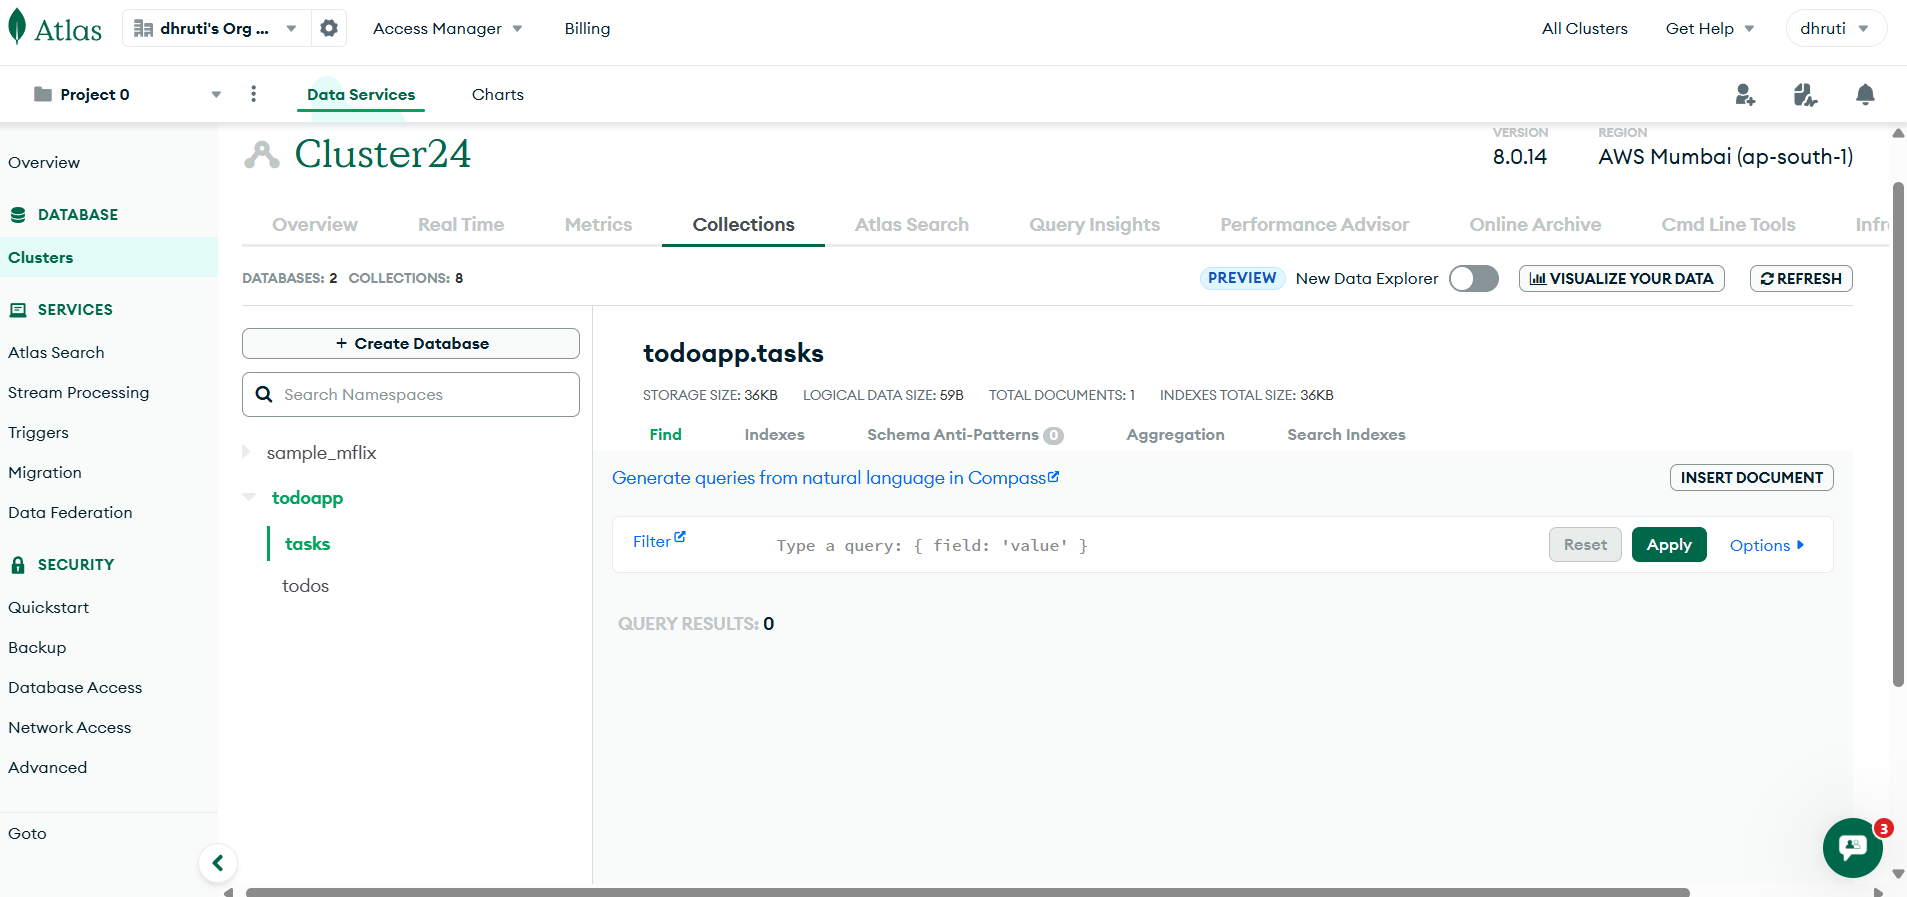 Atlas
dhruti's Org ...
Access Manager
Billing
All Clusters
Get Help
dhruti
Project 0
Data Services
Charts
Overview
DATABASE
Clusters
SERVICES
Atlas Search
Stream Processing
Triggers
Migration
Data Federation
SECURITY
Quickstart
Backup
Database Access
Network Access
Advanced
Goto
Cluster24
VERSION
8.0.14
REGION
AWS Mumbai (ap-south-1)
Overview
Real Time
Metrics
Collections
Atlas Search
Query Insights
Performance Advisor
Online Archive
Cmd Line Tools
Infr
DATABASES: 2 COLLECTIONS: 8
PREVIEW
New Data Explorer
VISUALIZE YOUR DATA
REFRESH
+ Create Database
Search Namespaces
sample_mflix
todoapp
tasks
todos
todoapp.tasks
STORAGE SIZE: 36KB
LOGICAL DATA SIZE: 59B
TOTAL DOCUMENTS: 1
INDEXES TOTAL SIZE: 36KB
Find
Indexes
Schema Anti-Patterns 0
Aggregation
Search Indexes
Generate queries from natural language in Compass
INSERT DOCUMENT
Filter
Type a query: { field: 'value' }
Reset
Apply
Options
QUERY RESULTS: 0
3